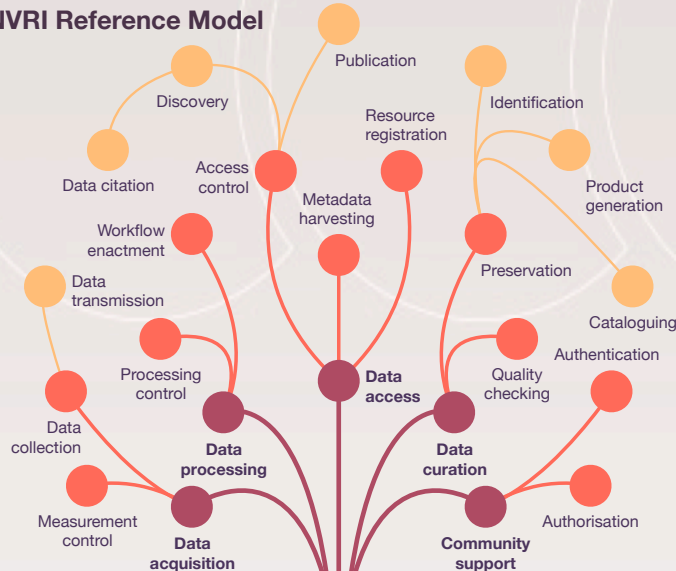 NVRI Reference Model
Publication
Discovery
Identification
Resource
registration
Data citation
Access
control
Product
generation
Metadata
harvesting
Workflow
enactment
Preservation
Data
transmission
Cataloguing
Authentication
Processing
control
Data
access
Quality
checking
Data
collection
Data
processing
Data
curation
Measurement
control
Authorisation
Data
acquisition
Community
support